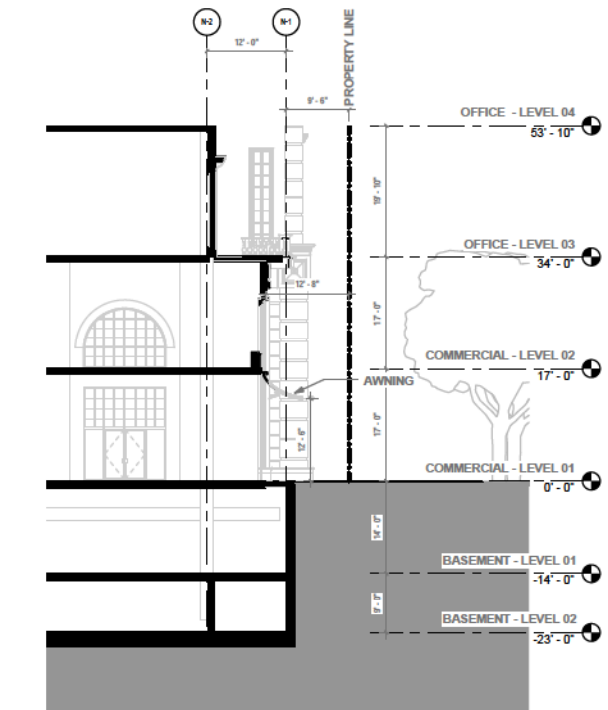 N-2
N-1
12' - 0"
9' - 6"
PROPERTY LINE
OFFICE - LEVEL 04
53' - 10"
19' - 10"
OFFICE - LEVEL 03
34' - 0"
12' - 8"
17' - 0"
COMMERCIAL - LEVEL 02
17' - 0"
AWNING
12' - 6"
17' - 0"
COMMERCIAL - LEVEL 01
0' - 0"
14' - 0"
BASEMENT - LEVEL 01
-14' - 0"
9' - 0"
BASEMENT - LEVEL 02
-23' - 0"